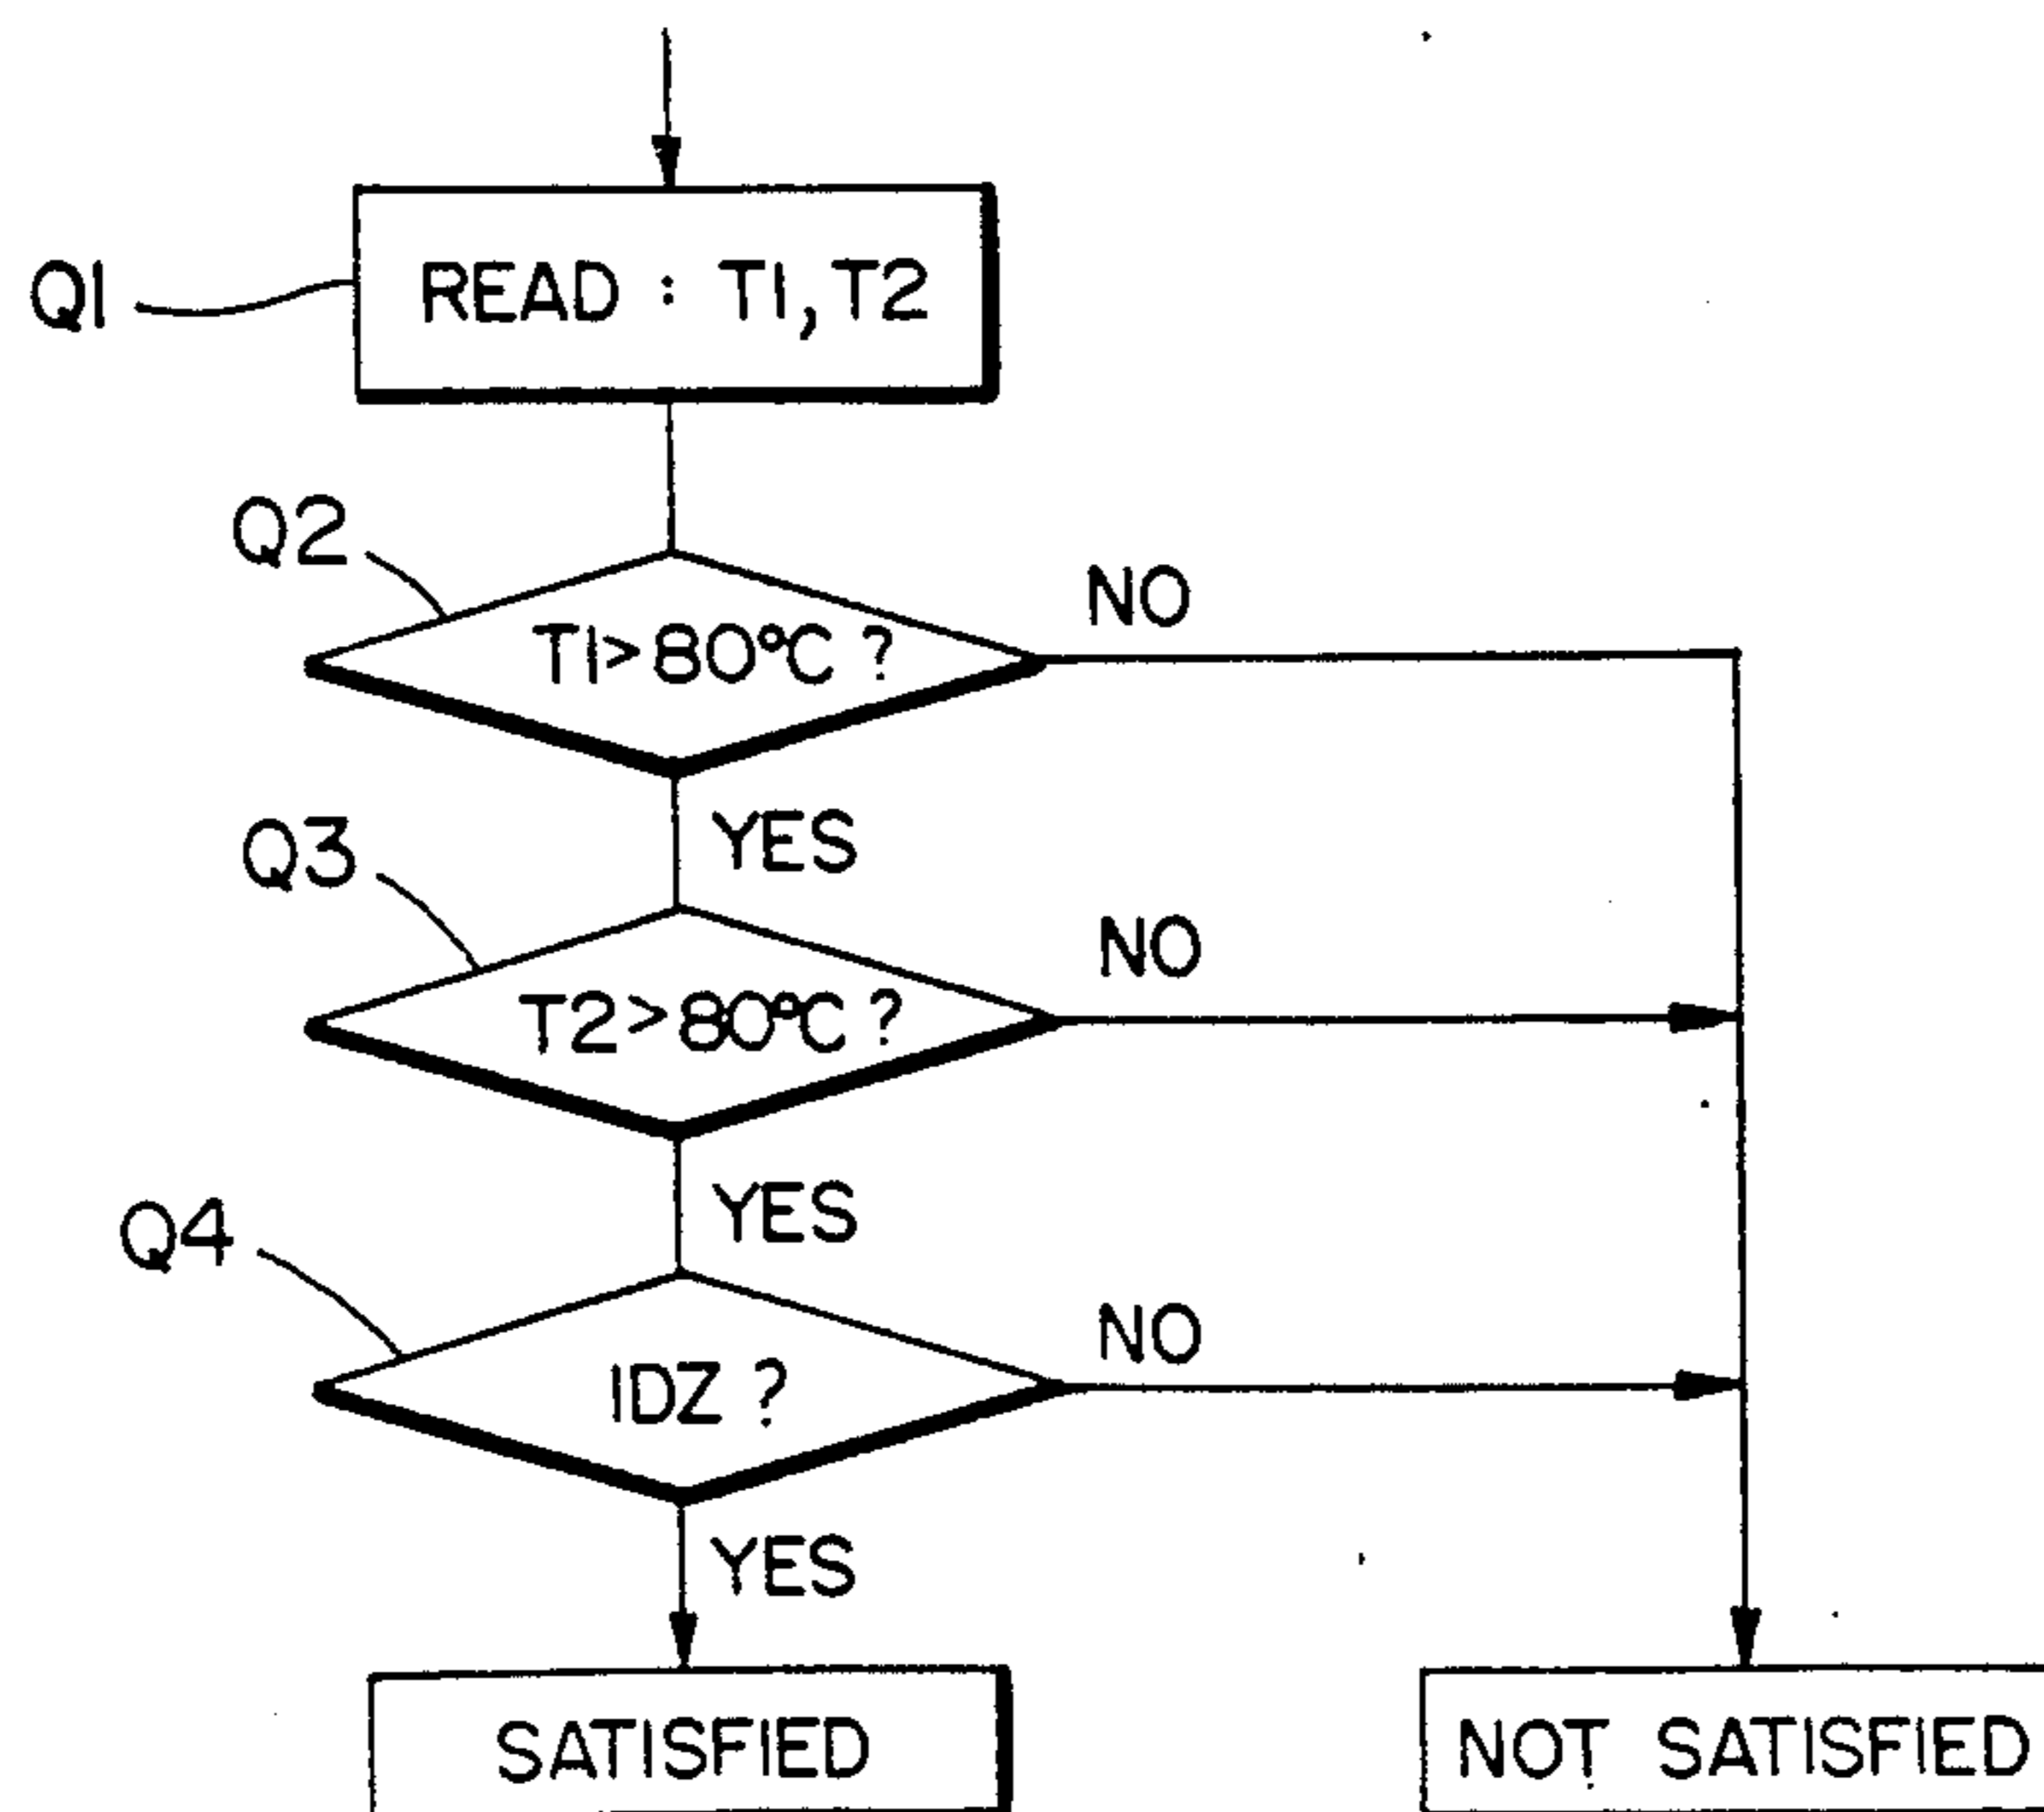 Q1
READ : T1,T2
Q2
T1>80°C ?
NO
YES
Q3
T2>80°C ?
NO
YES
Q4
IDZ ?
NO
YES
SATISFIED
NOT SATISFIED